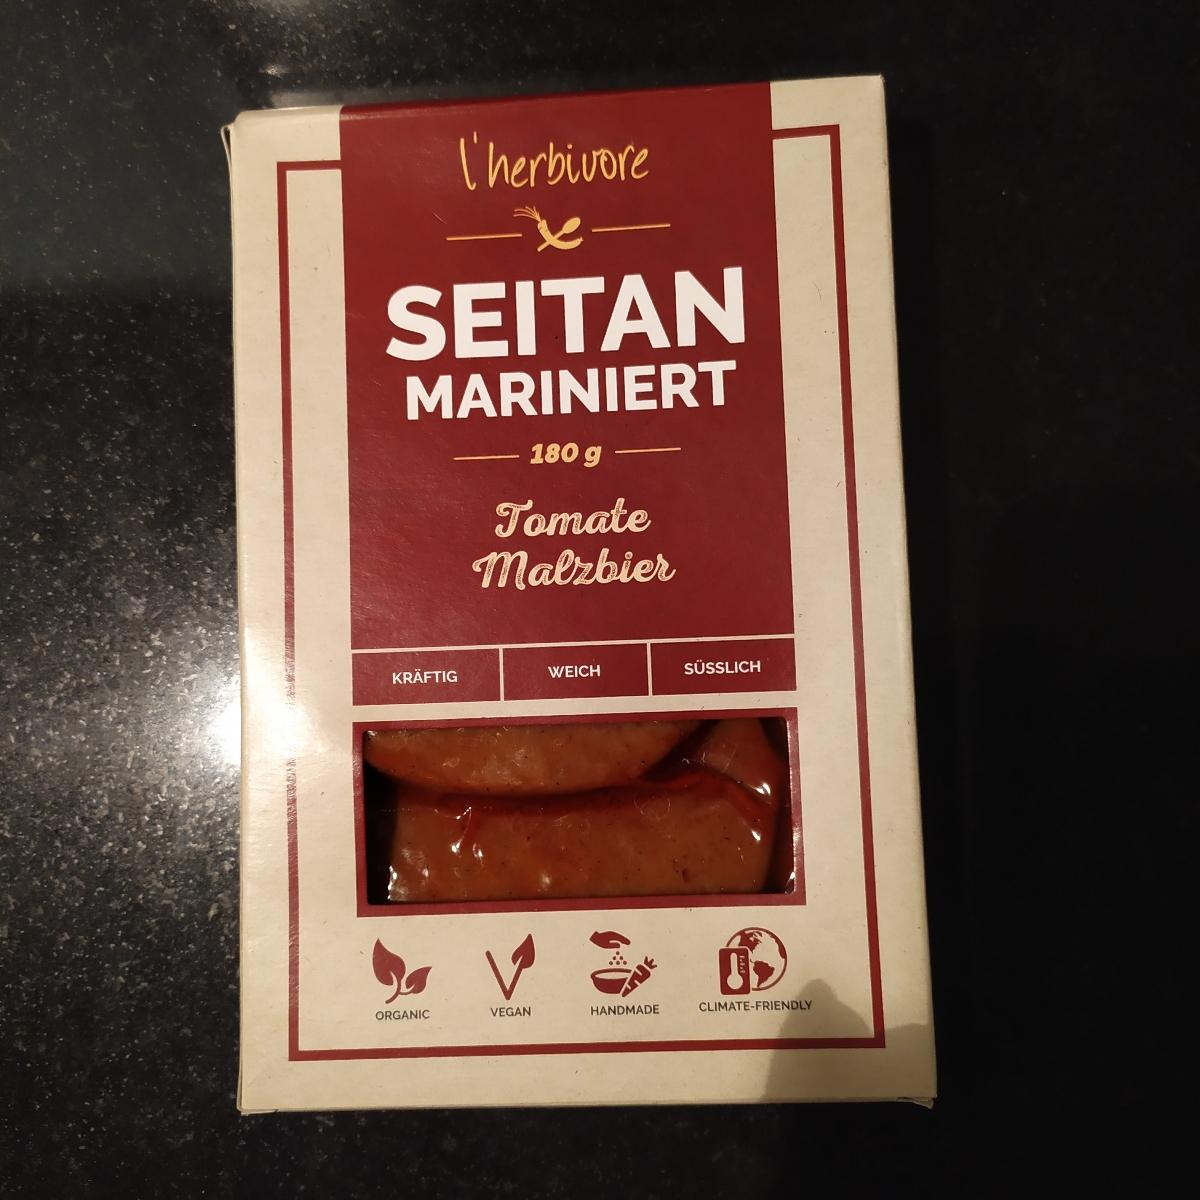 l'herbivore
SEITAN
MARINIERT
180 g
Tomate
Malzbier
KRÄFTIG WEICH SÜSSLICH
ORGANIC VEGAN HANDMADE CLIMATE-FRIENDLY